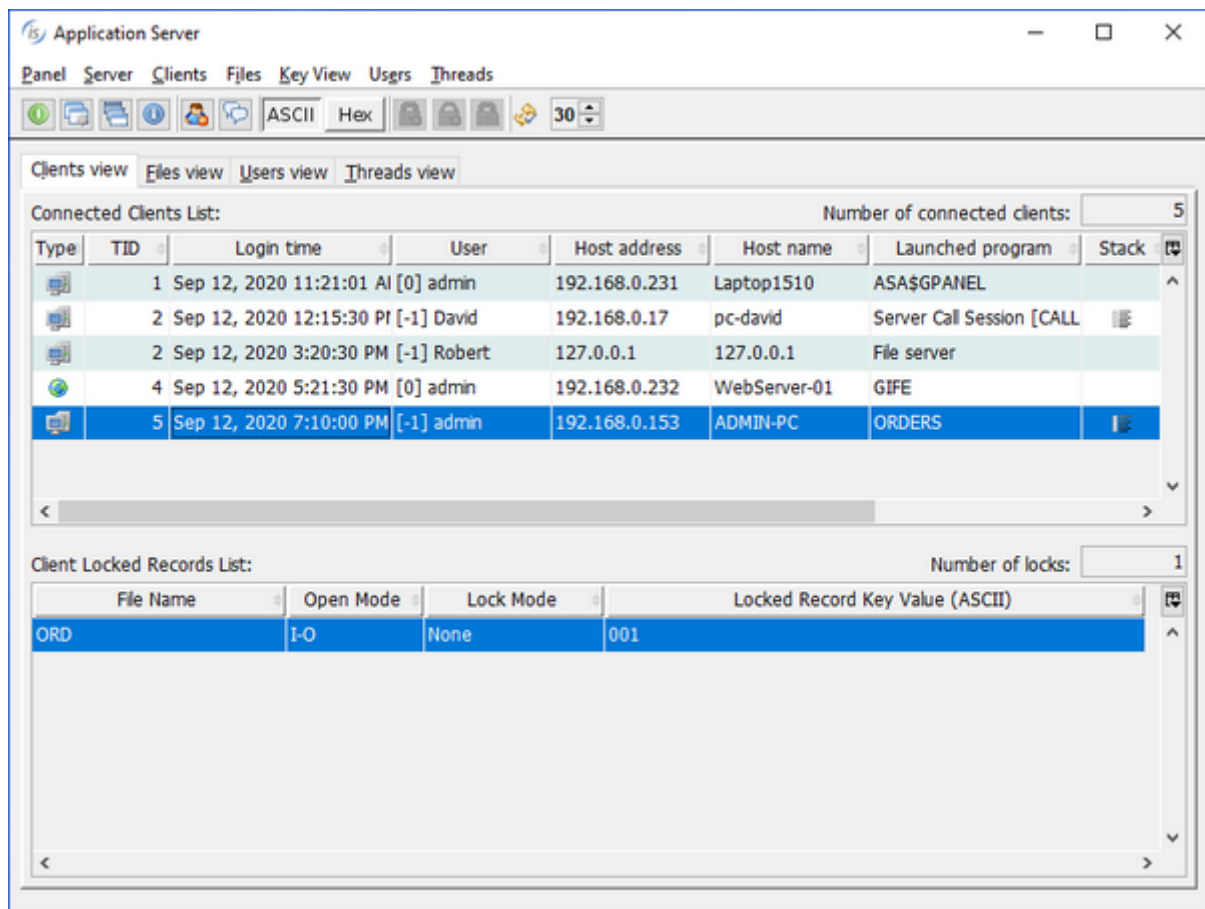 is Application Server
Panel Server Clients Files Key View Users Threads
ASCII Hex 30
Clients view Files view Users view Threads view
Connected Clients List: Number of connected clients: 5
Type TID Login time User Host address Host name Launched program Stack
1 Sep 12, 2020 11:21:01 AM [0] admin 192.168.0.231 Laptop1510 ASA$GPANEL
2 Sep 12, 2020 12:15:30 PM [-1] David 192.168.0.17 pc-david Server Call Session [CALL
2 Sep 12, 2020 3:20:30 PM [-1] Robert 127.0.0.1 127.0.0.1 File server
4 Sep 12, 2020 5:21:30 PM [0] admin 192.168.0.232 WebServer-01 GIFE
5 Sep 12, 2020 7:10:00 PM [-1] admin 192.168.0.153 ADMIN-PC ORDERS
Client Locked Records List: Number of locks: 1
File Name Open Mode Lock Mode Locked Record Key Value (ASCII)
ORD I-O None 001